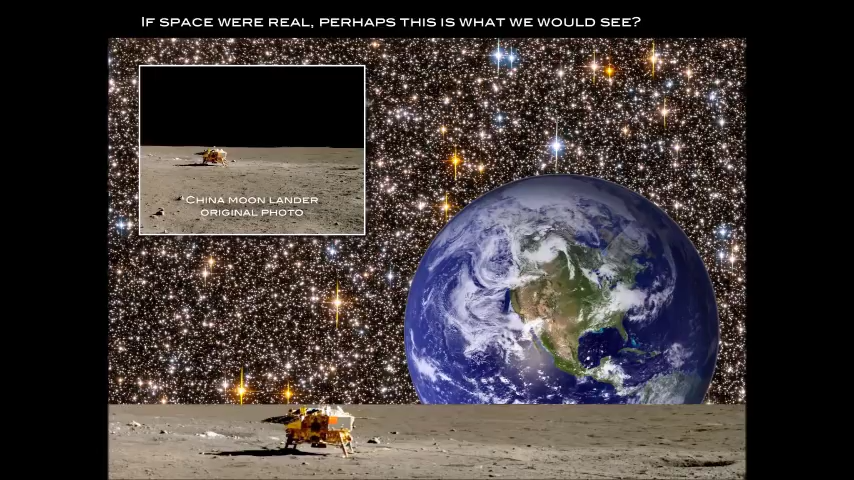 If space were real, perhaps this is what we would see?
*China moon lander
original photo